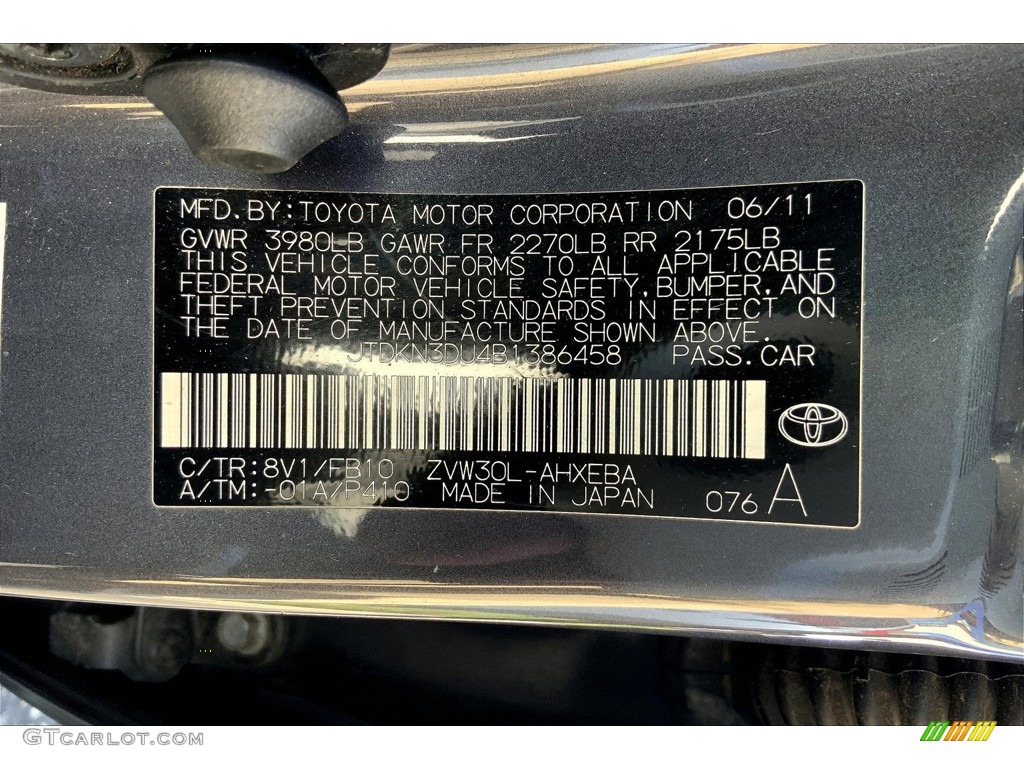 MFD.BY:TOYOTA MOTOR CORPORATION 06/11
GVWR 3980LB GAWR FR 2270LB RR 2175LB
THIS VEHICLE CONFORMS TO ALL APPLICABLE
FEDERAL MOTOR VEHICLE SAFETY,BUMPER,AND
THEFT PREVENTION STANDARDS IN EFFECT ON
THE DATE OF MANUFACTURE SHOWN ABOVE.
JTDKN3DU4B1386458 PASS.CAR
C/TR:8V1/FB10 ZVW30L-AHXEBA
A/TM:-01A/P410 MADE IN JAPAN 076 A
GTCarlot.com